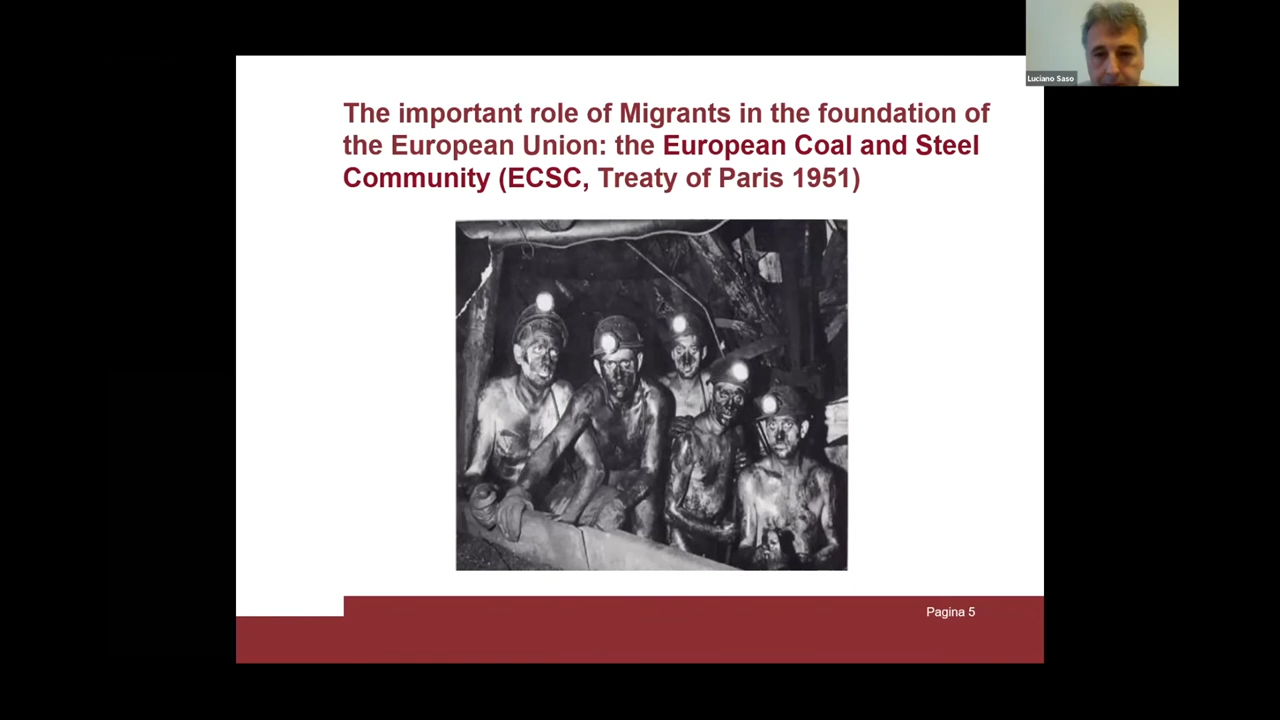 Luciano Saso
The important role of Migrants in the foundation of
the European Union: the European Coal and Steel
Community (ECSC, Treaty of Paris 1951)
Pagina 5